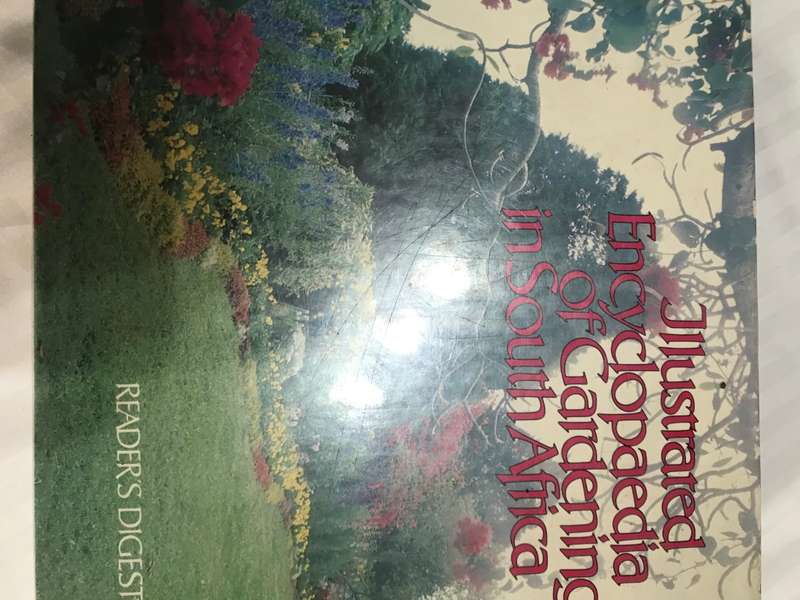 Illustrated
Encyclopaedia
of Gardening
in South Africa
READER'S DIGEST